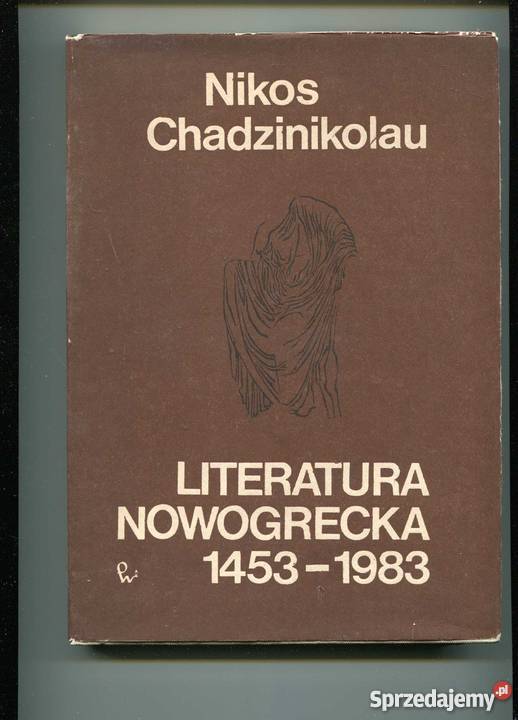 Nikos
Chadzinikolau
LITERATURA
NOWOGRECKA
1453-1983
Sprzedajemy.pl